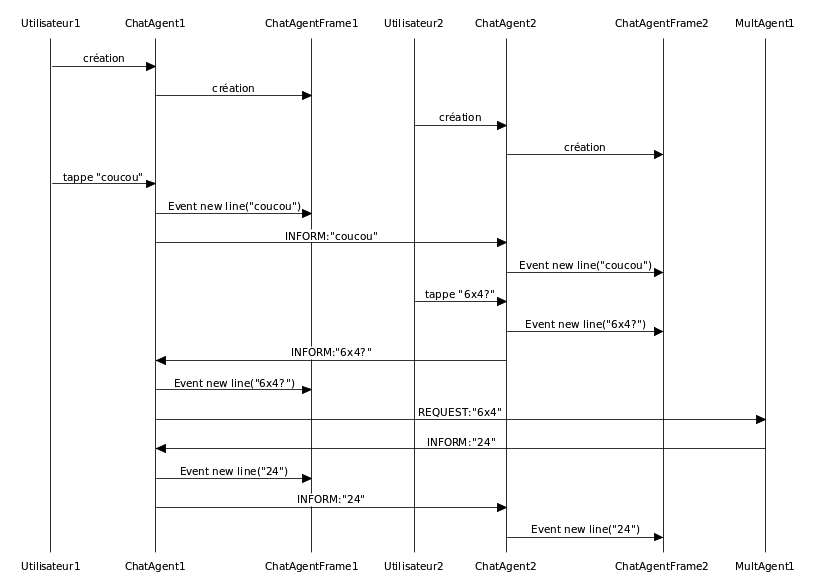 Utilisateur1 ChatAgent1 ChatAgentFrame1 Utilisateur2 ChatAgent2 ChatAgentFrame2 MultAgent1
création
création
création
création
tappe "coucou"
Event new line("coucou")
INFORM:"coucou"
Event new line("coucou")
tappe "6x4?"
Event new line("6x4?")
INFORM:"6x4?"
Event new line("6x4?")
REQUEST:"6x4"
INFORM:"24"
Event new line("24")
INFORM:"24"
Event new line("24")
Utilisateur1 ChatAgent1 ChatAgentFrame1 Utilisateur2 ChatAgent2 ChatAgentFrame2 MultAgent1